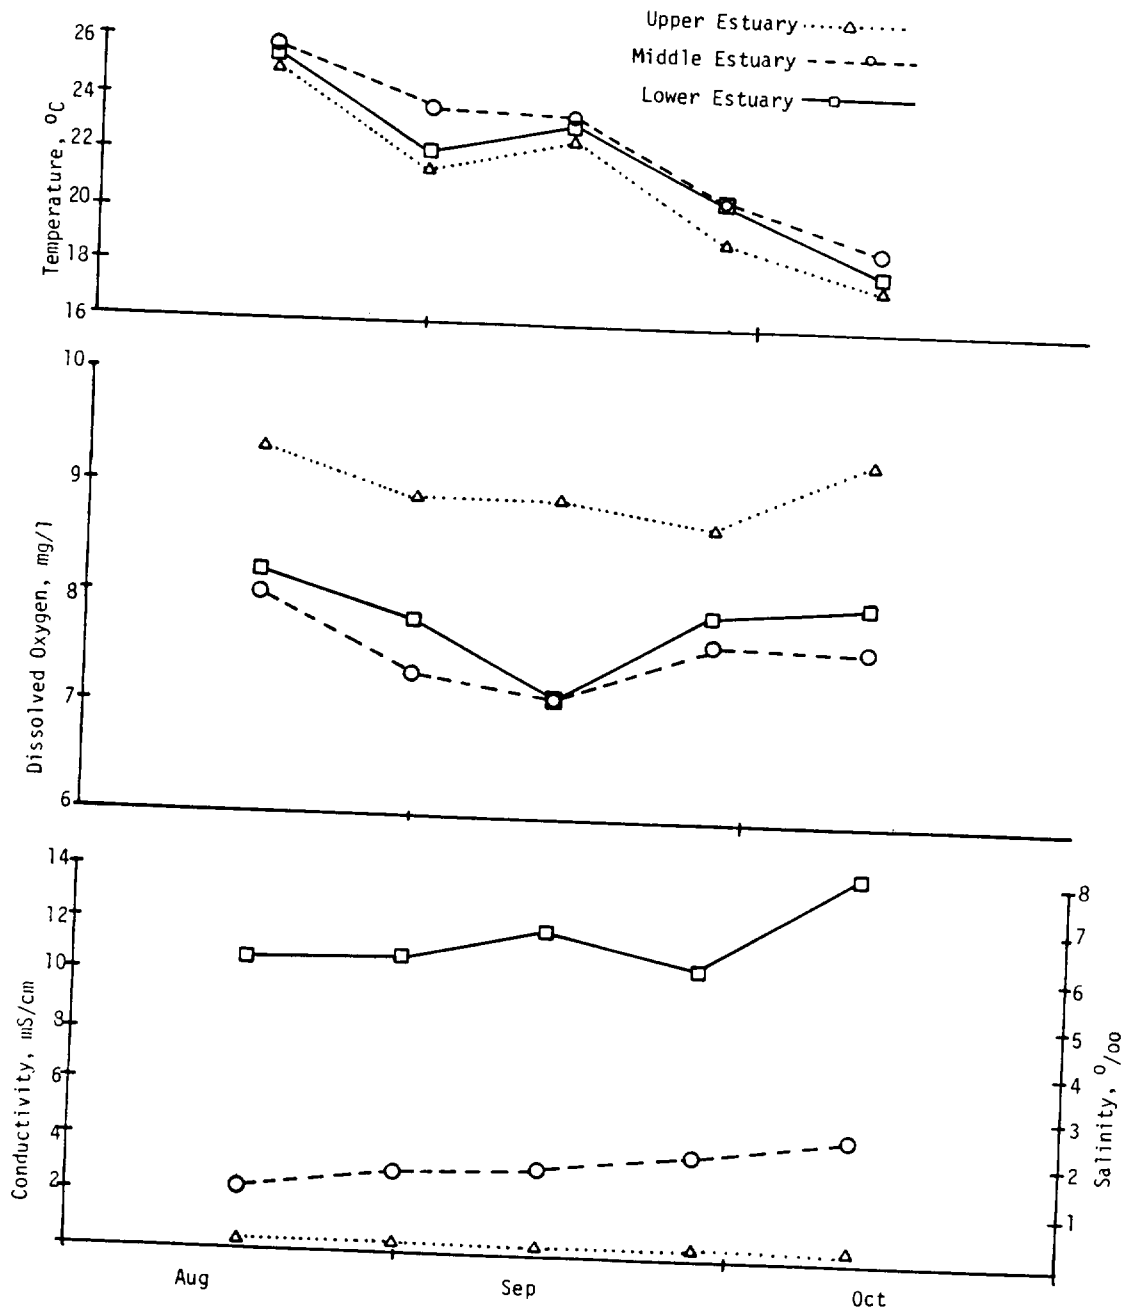 Upper Estuary
Middle Estuary
Lower Estuary
Temperature, °C
26
24
22
20
18
16
Dissolved Oxygen, mg/l
10
9
8
7
6
Conductivity, mS/cm
14
12
10
8
6
4
2
Salinity, º/oo
8
7
6
5
4
3
2
1
Aug
Sep
Oct